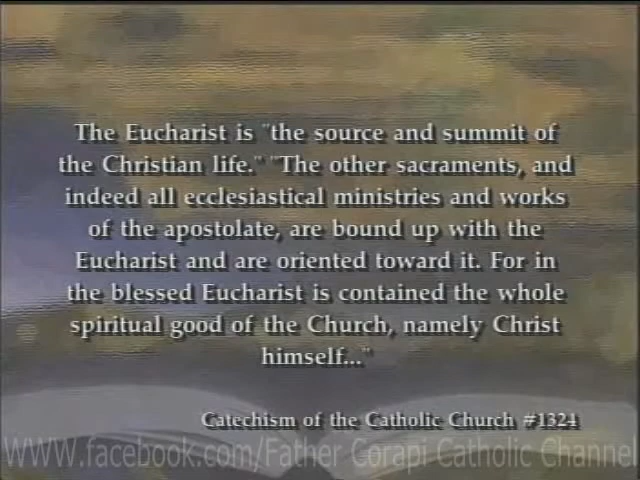 The Eucharist is "the source and summit of
the Christian life." "The other sacraments, and
indeed all ecclesiastical ministries and works
of the apostolate, are bound up with the
Eucharist and are oriented toward it. For in
the blessed Eucharist is contained the whole
spiritual good of the Church, namely Christ
himself..."
Catechism of the Catholic Church #1324
WWW.facebook.com/Father Corapi Catholic Channel